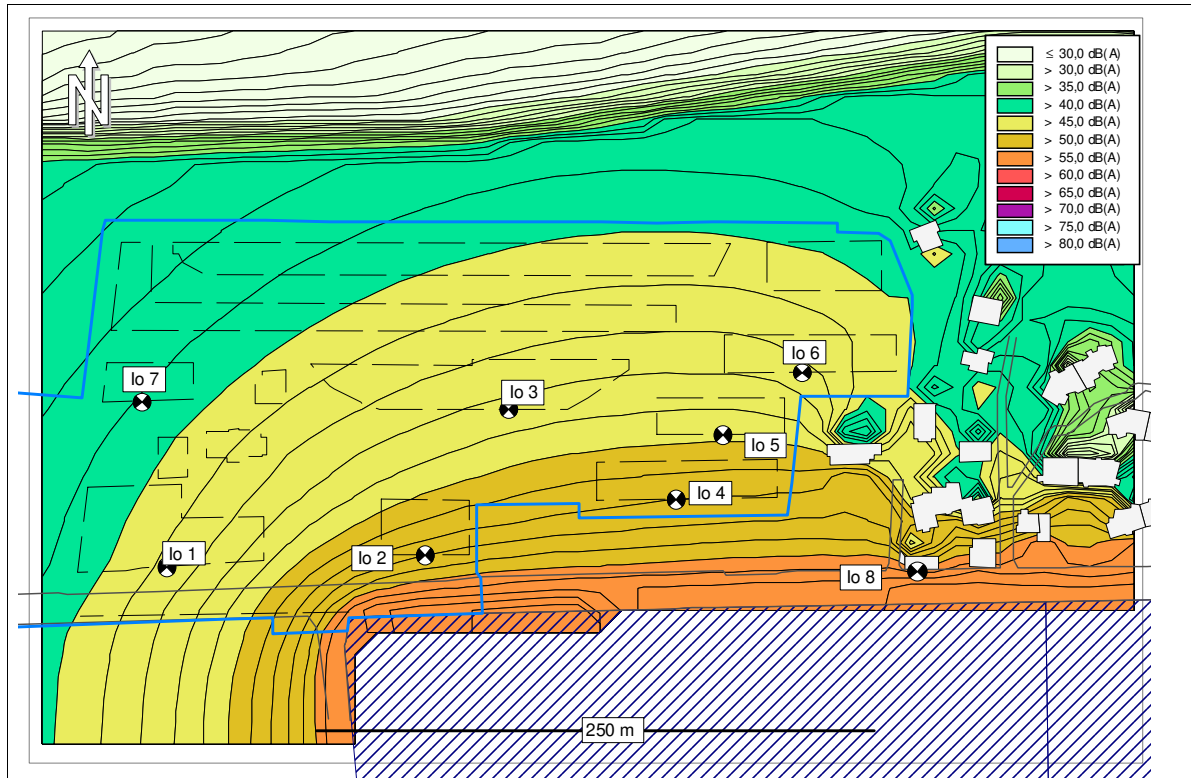 N
≤ 30,0 dB(A)
> 30,0 dB(A)
> 35,0 dB(A)
> 40,0 dB(A)
> 45,0 dB(A)
> 50,0 dB(A)
> 55,0 dB(A)
> 60,0 dB(A)
> 65,0 dB(A)
> 70,0 dB(A)
> 75,0 dB(A)
> 80,0 dB(A)
Io 6
Io 7
Io 3
Io 5
Io 4
Io 1
Io 2
Io 8
250 m